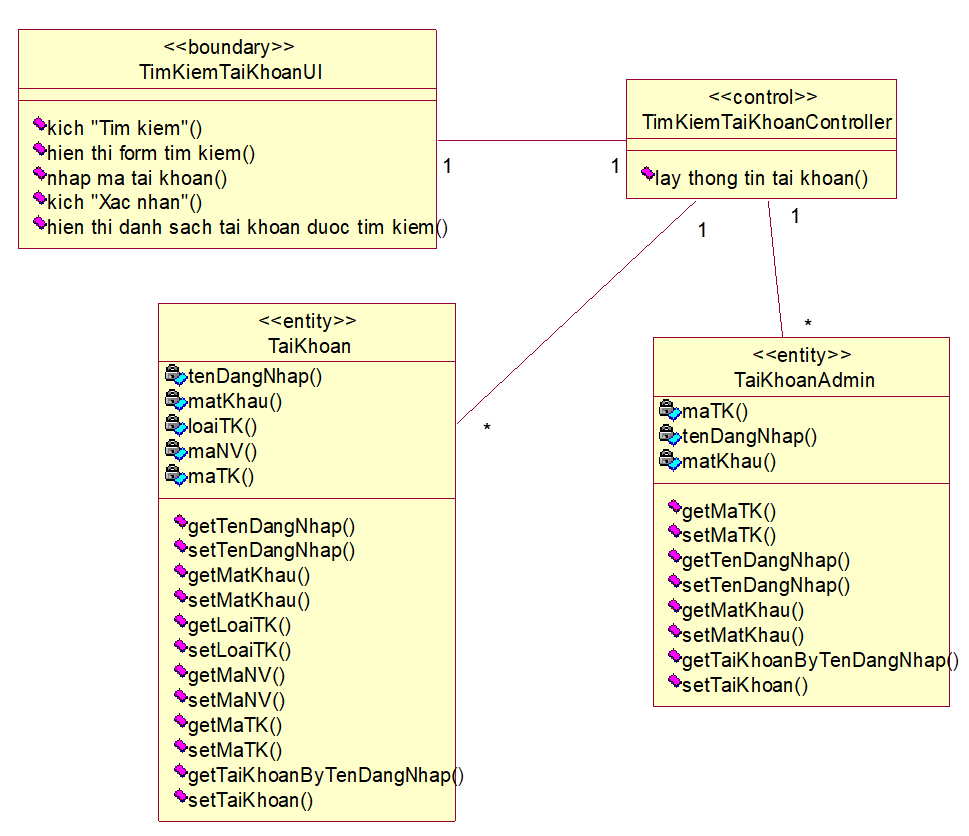 <<boundary>>
TimKiemTaiKhoanUI
kich "Tim kiem"()
hien thi form tim kiem()
nhap ma tai khoan()
kich "Xac nhan"()
hien thi danh sach tai khoan duoc tim kiem()
1
1
<<control>>
TimKiemTaiKhoanController
lay thong tin tai khoan()
1
1
*
*
<<entity>>
TaiKhoan
tenDangNhap()
matKhau()
loaiTK()
maNV()
maTK()
getTenDangNhap()
setTenDangNhap()
getMatKhau()
setMatKhau()
getLoaiTK()
setLoaiTK()
getMaNV()
setMaNV()
getMaTK()
setMaTK()
getTaiKhoanByTenDangNhap()
setTaiKhoan()
<<entity>>
TaiKhoanAdmin
maTK()
tenDangNhap()
matKhau()
getMaTK()
setMaTK()
getTenDangNhap()
setTenDangNhap()
getMatKhau()
setMatKhau()
getTaiKhoanByTenDangNhap()
setTaiKhoan()